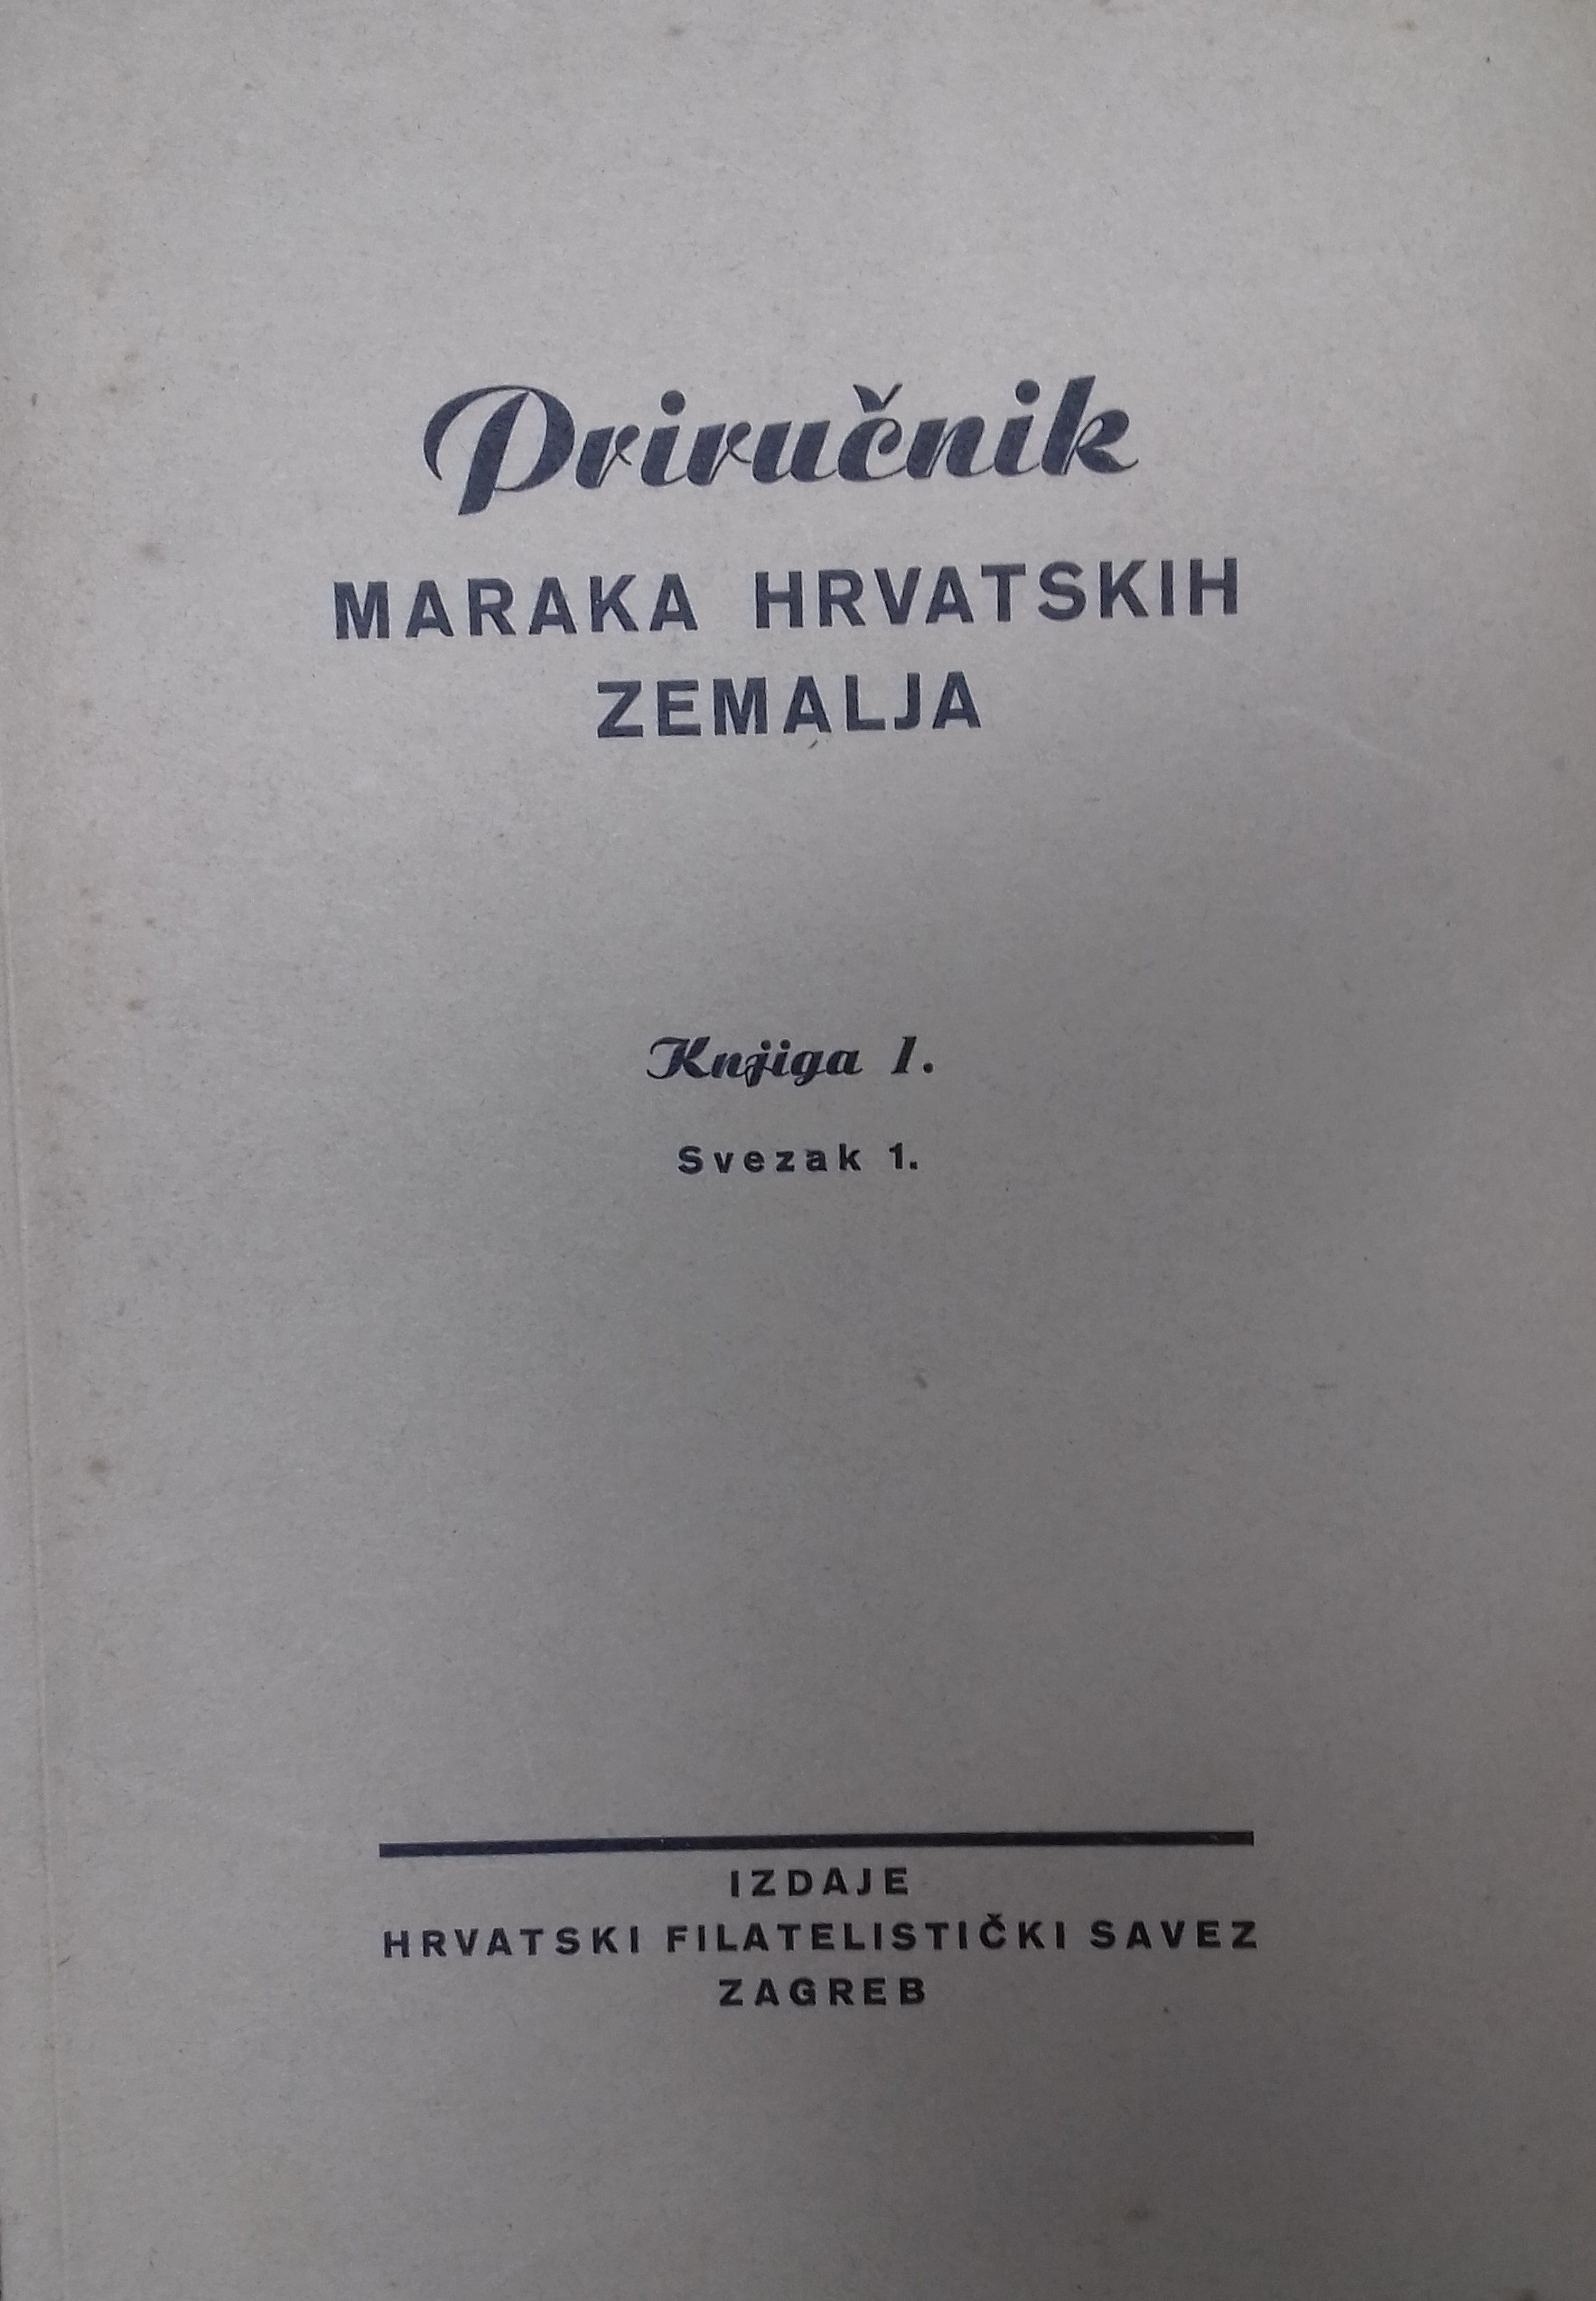 Priručnik
MARAKA HRVATSKIH
ZEMALJA
Knjiga 1.
Svezak 1.
IZDAJE
HRVATSKI FILATELISTIČKI SAVEZ
ZAGREB